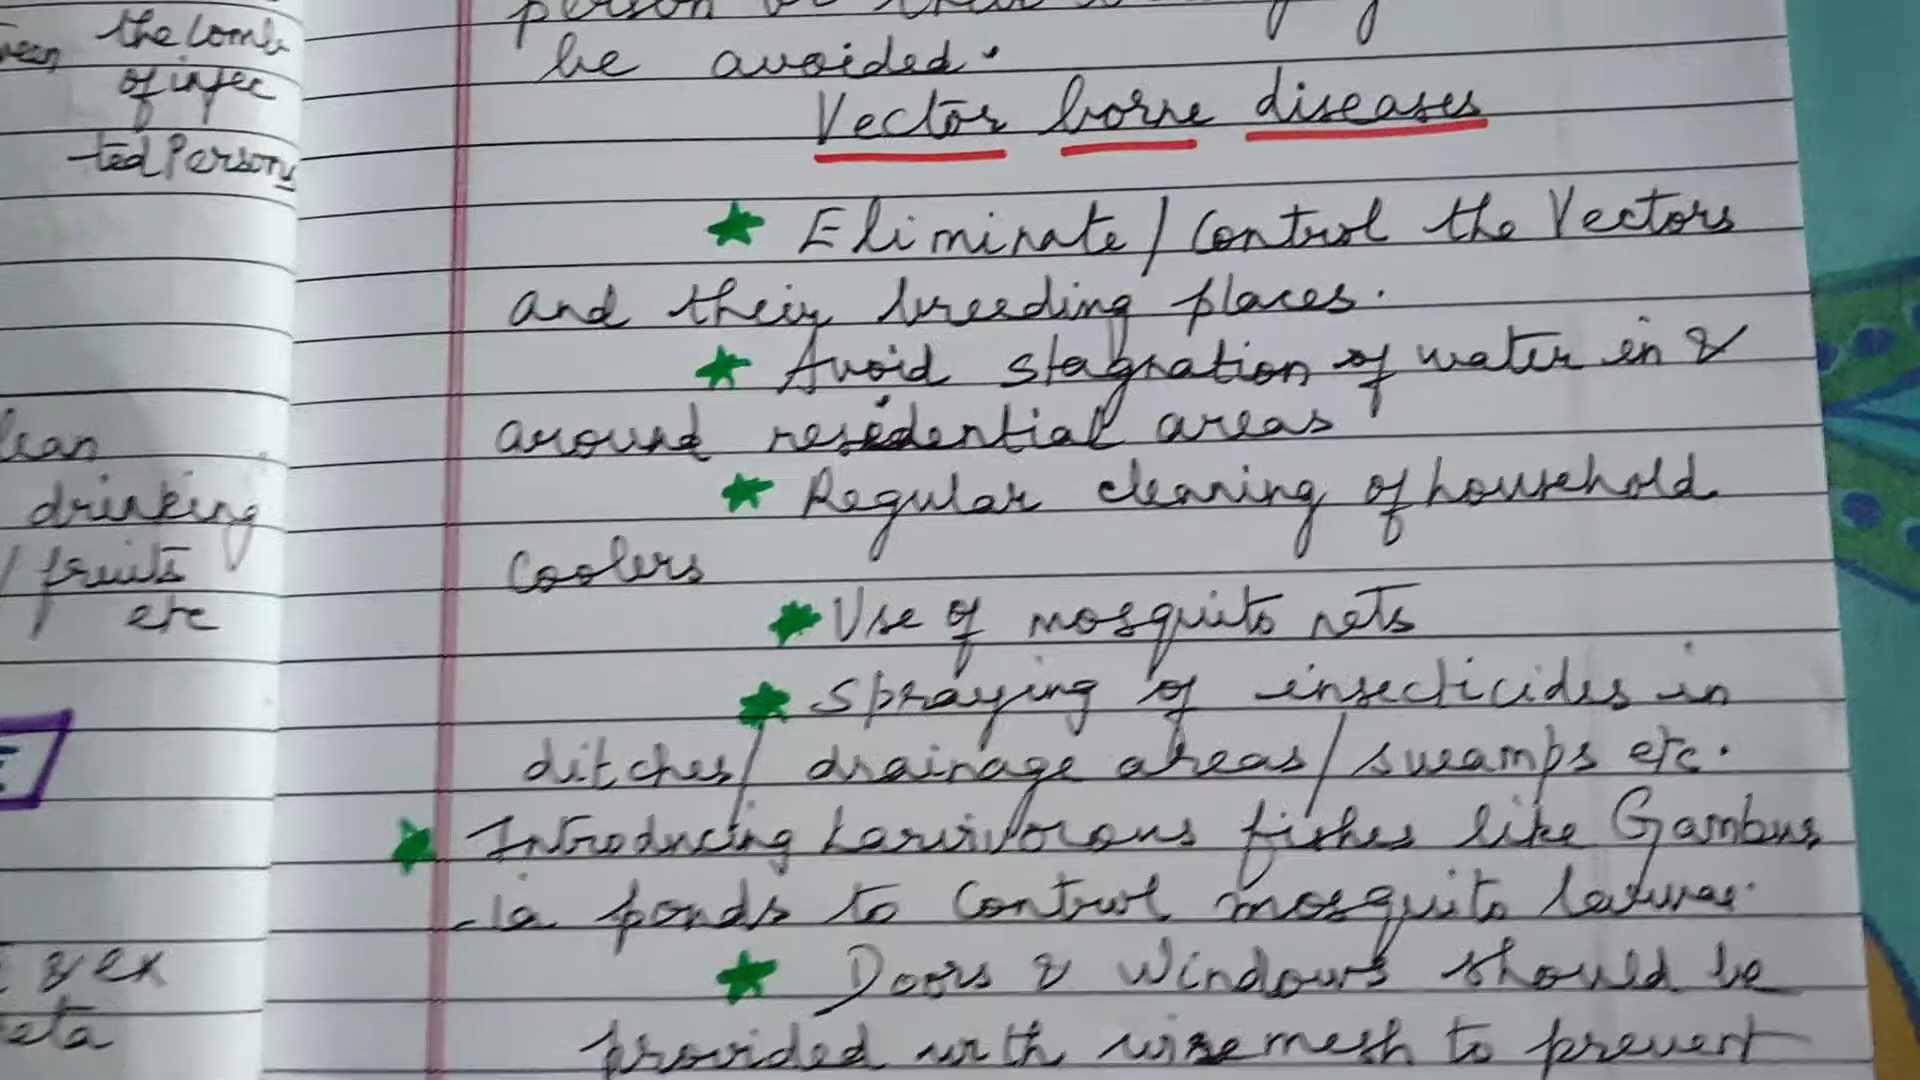 the Comb
of infec
ted Persons
lean
drinking
/ fruits
etc
be avoided.
Vector borne diseases
★ Eliminate/Control the Vectors
and their breeding places.
★ Avoid stagnation of water in &
around residential areas
★ Regular cleaning of household
Coolers
★ Use of mosquito nets
★ Spraying of insecticides in
ditches/ drainage areas/ swamps etc.
★ Introducing Larvivorous fishes like Gambus
-ia ponds to Control mosquito larvae.
★ Doors & Windows should be
provided with wire mesh to prevent